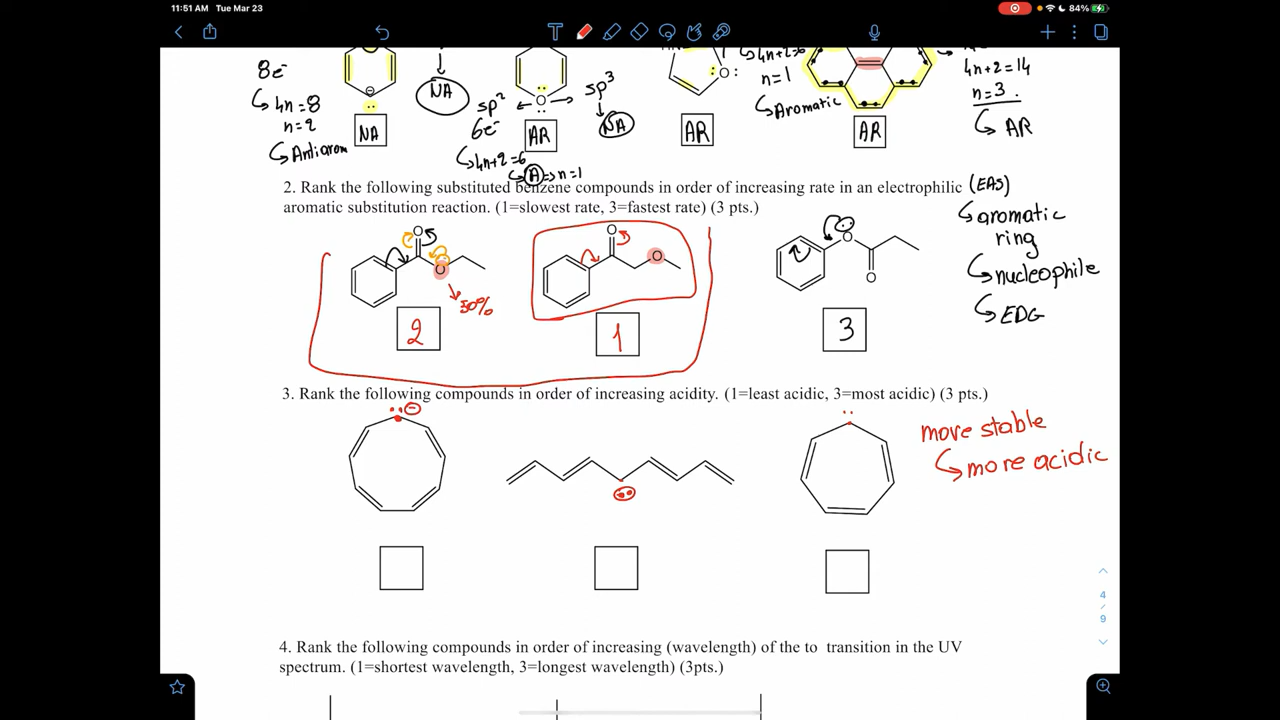 11:51 AM Tue Mar 23
84%
8e⁻
↳ 4n = 8
n = 2
↳ Antiarom
NA
NA
sp²
6e⁻
↳ 4n+2 = 6
↳ A => n = 1
sp³
NA
AR
AR
↳ 4n+2=6
n = 1
↳ Aromatic
AR
4n+2 = 14
n = 3
↳ AR
2. Rank the following substituted benzene compounds in order of increasing rate in an electrophilic (EAS)
aromatic substitution reaction. (1=slowest rate, 3=fastest rate) (3 pts.)
↳ aromatic
ring
↳ nucleophile
↳ EDG
O
O
50%
O
O
O
O
2
1
3
3. Rank the following compounds in order of increasing acidity. (1=least acidic, 3=most acidic) (3 pts.)
more stable
↳ more acidic
4
/
9
4. Rank the following compounds in order of increasing (wavelength) of the to transition in the UV
spectrum. (1=shortest wavelength, 3=longest wavelength) (3pts.)